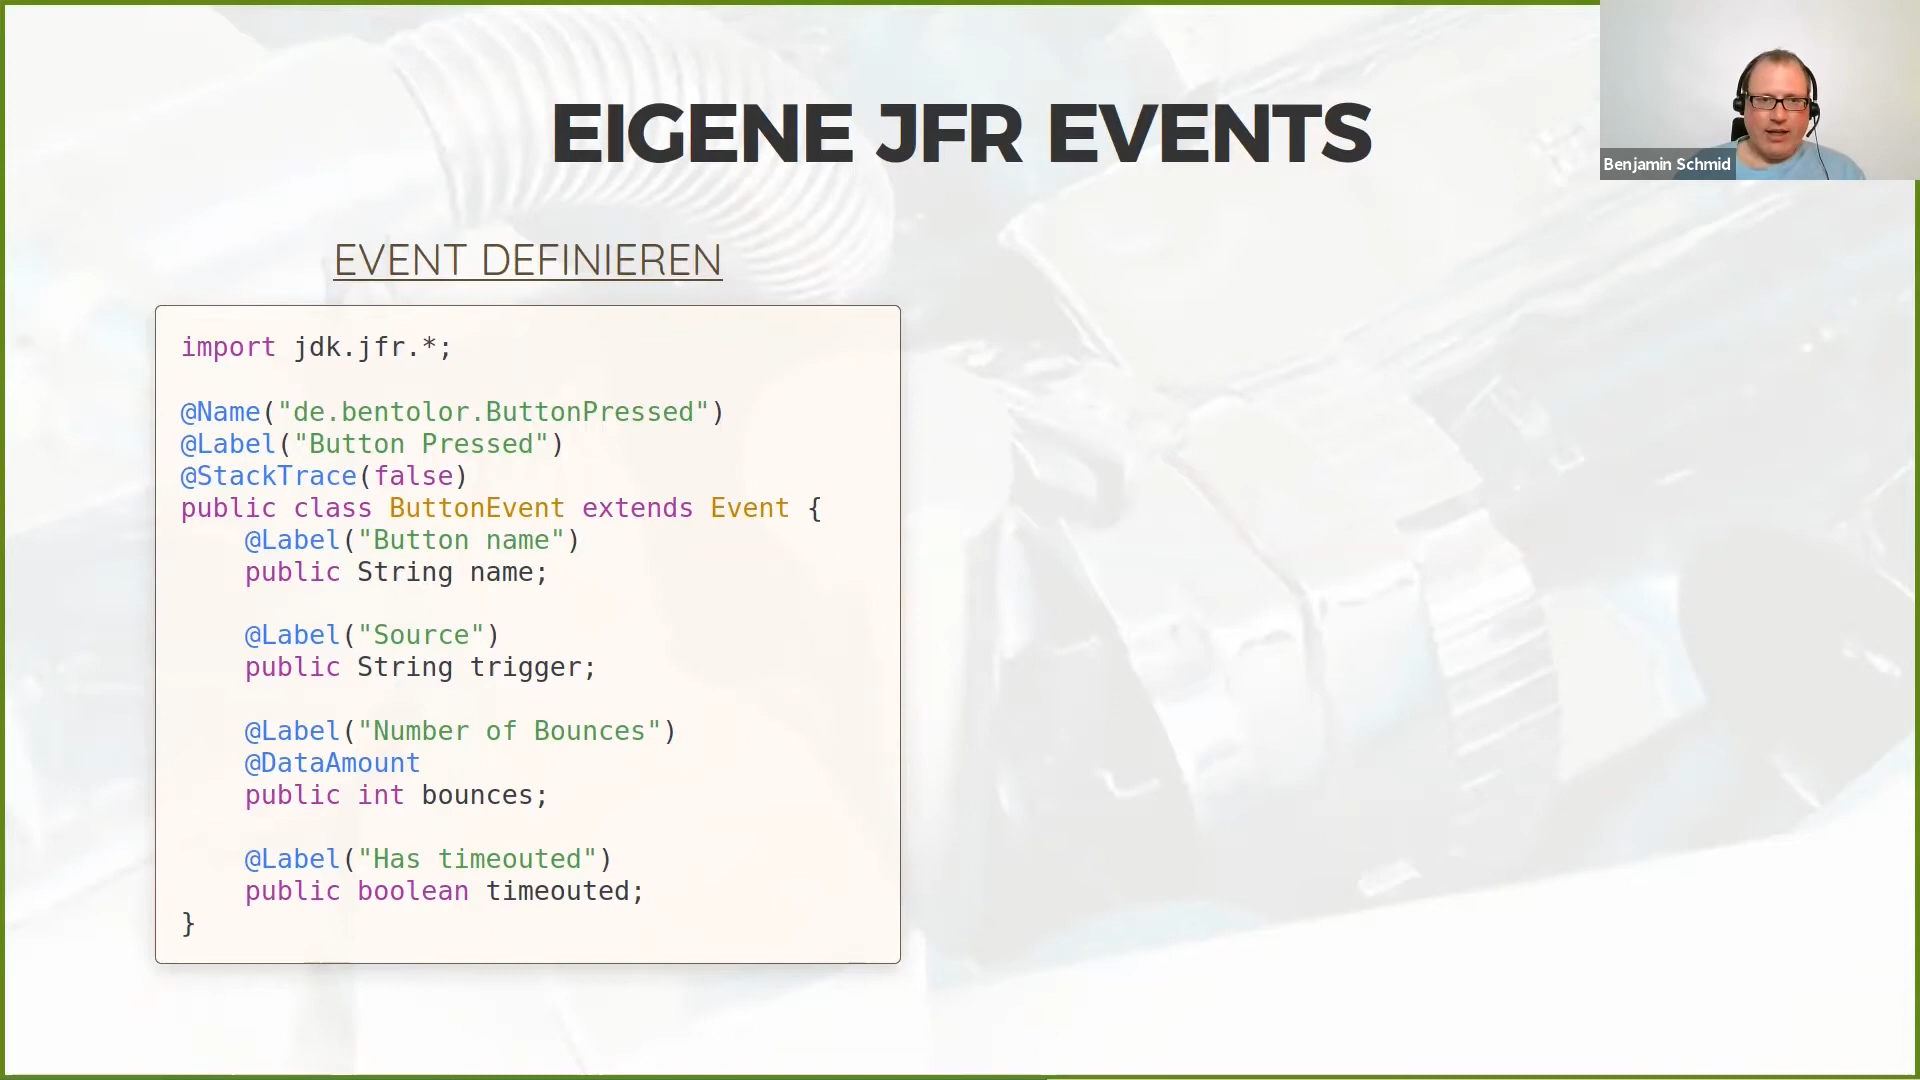 EIGENE JFR EVENTS
Benjamin Schmid
EVENT DEFINIEREN
import jdk.jfr.*;
@Name("de.bentolor.ButtonPressed")
@Label("Button Pressed")
@StackTrace(false)
public class ButtonEvent extends Event {
    @Label("Button name")
    public String name;
    @Label("Source")
    public String trigger;
    @Label("Number of Bounces")
    @DataAmount
    public int bounces;
    @Label("Has timeouted")
    public boolean timeouted;
}